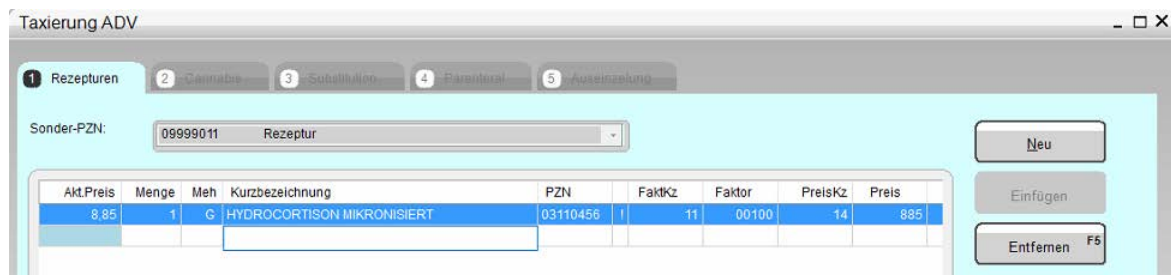 Taxierung ADV
1 Rezepturen 2 Cannabis 3 Substitution 4 Parenteral 5 Auseinzelung
Sonder-PZN: 09999011 Rezeptur
Neu
Akt.Preis Menge Meh Kurzbezeichnung PZN FaktKz Faktor PreisKz Preis
8,85 1 G HYDROCORTISON MIKRONISIERT 03110456 ! 11 00100 14 885
Einfügen
Entfernen F5